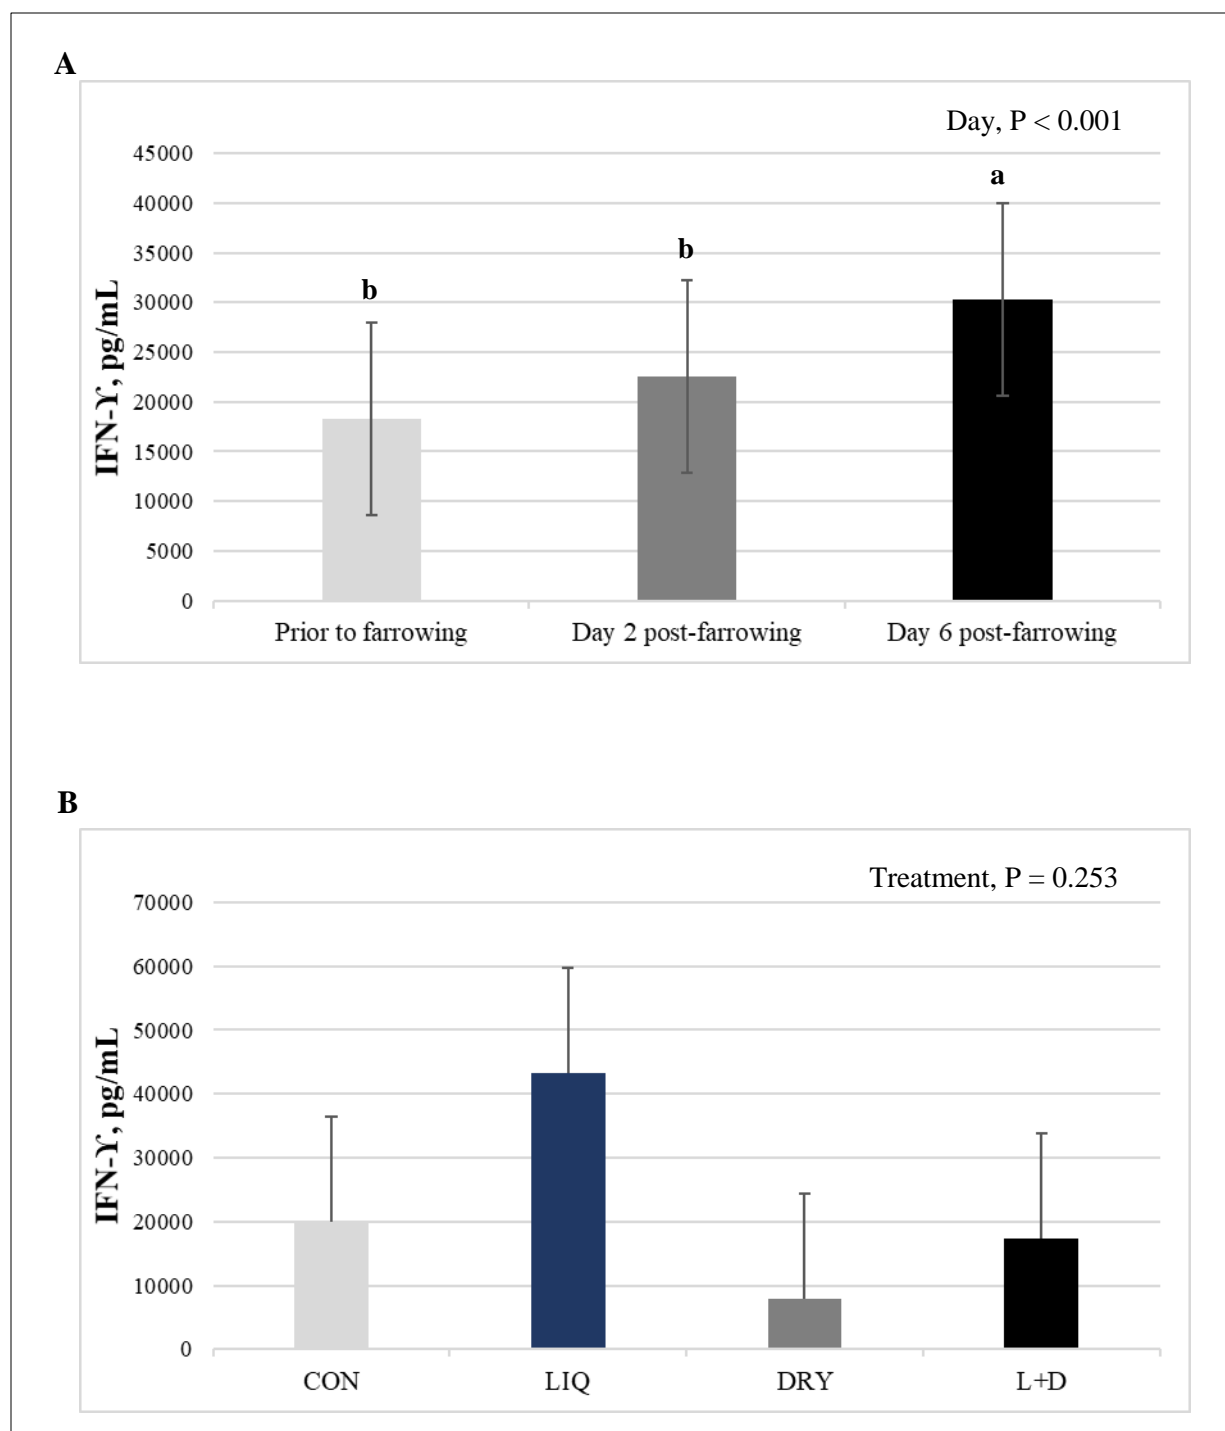 A
Day, P < 0.001
45000
40000
35000
30000
25000
20000
15000
10000
5000
0
IFN-ϒ, pg/mL
b
b
a
Prior to farrowing
Day 2 post-farrowing
Day 6 post-farrowing
B
Treatment, P = 0.253
70000
60000
50000
40000
30000
20000
10000
0
IFN-ϒ, pg/mL
CON
LIQ
DRY
L+D